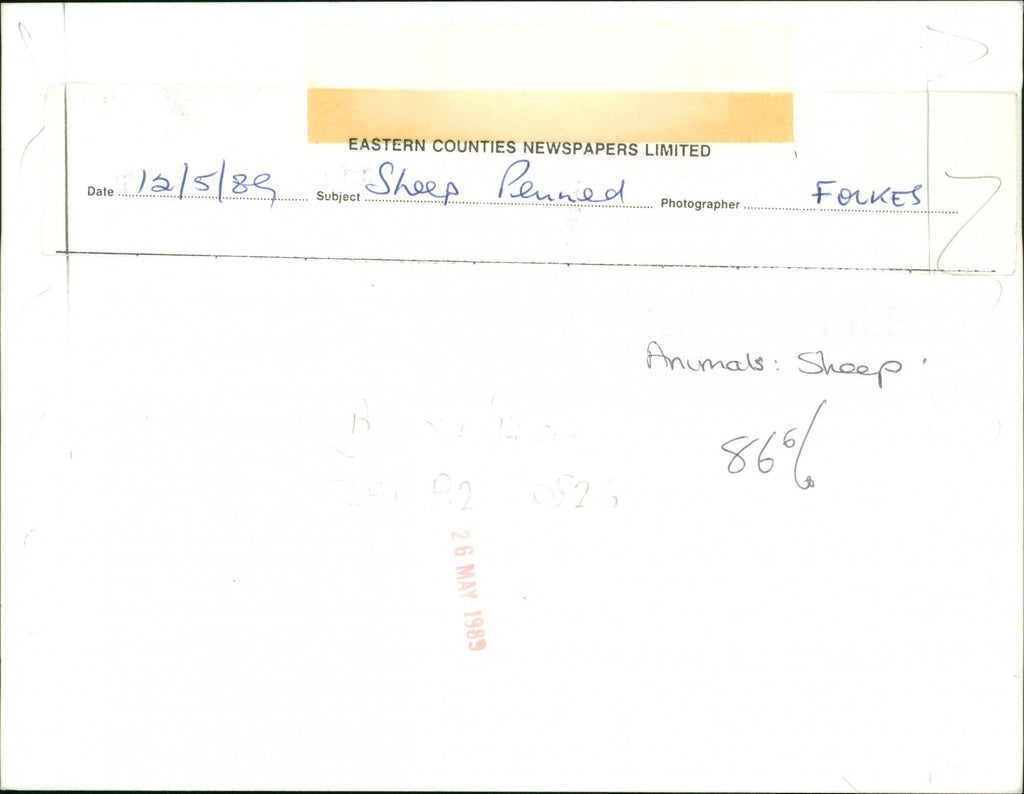 EASTERN COUNTIES NEWSPAPERS LIMITED
Date 12/5/89 Subject Sheep Penned Photographer FOLKES
Animals: Sheep
86%
26 MAY 1989